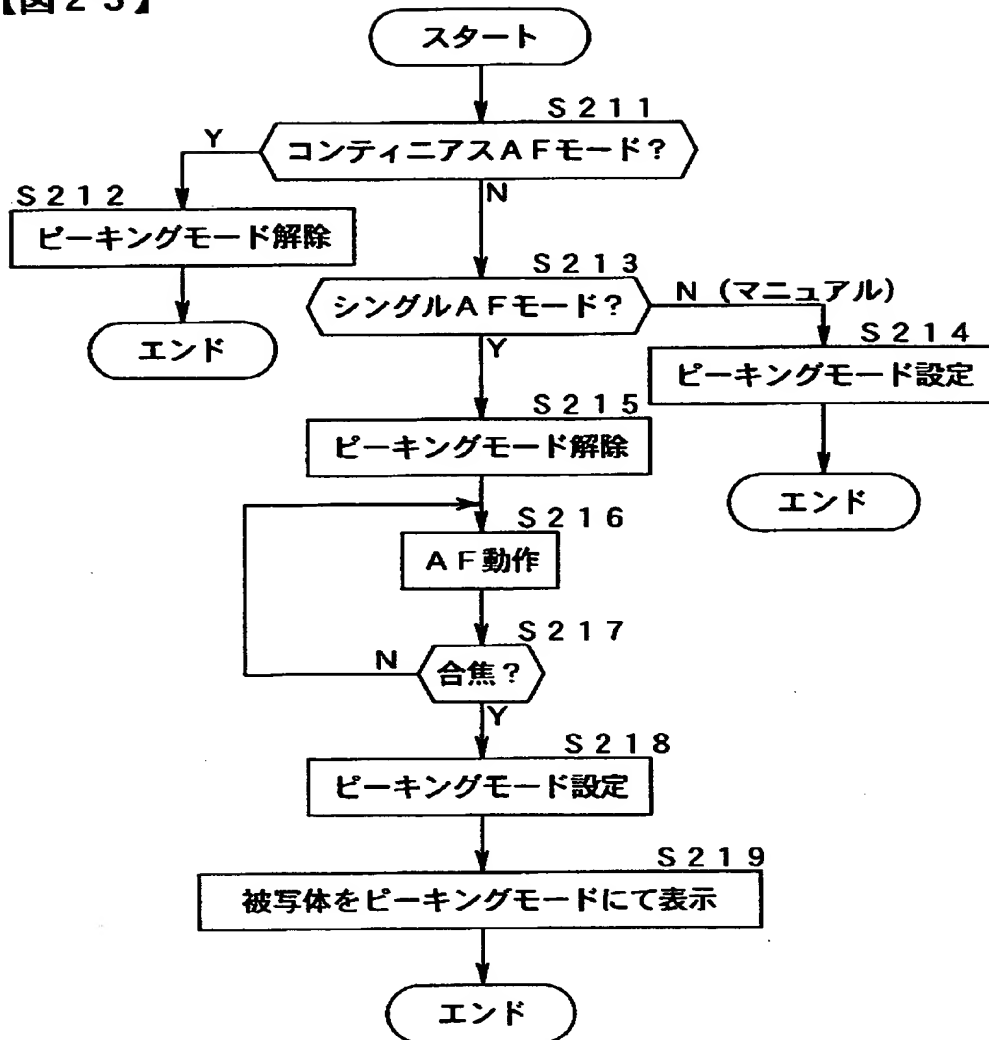 【図23】
スタート
S211
コンティニアスAFモード?
Y
N
S212
ピーキングモード解除
エンド
S213
シングルAFモード?
N (マニュアル)
Y
S214
ピーキングモード設定
エンド
S215
ピーキングモード解除
S216
AF動作
S217
合焦?
N
Y
S218
ピーキングモード設定
S219
被写体をピーキングモードにて表示
エンド